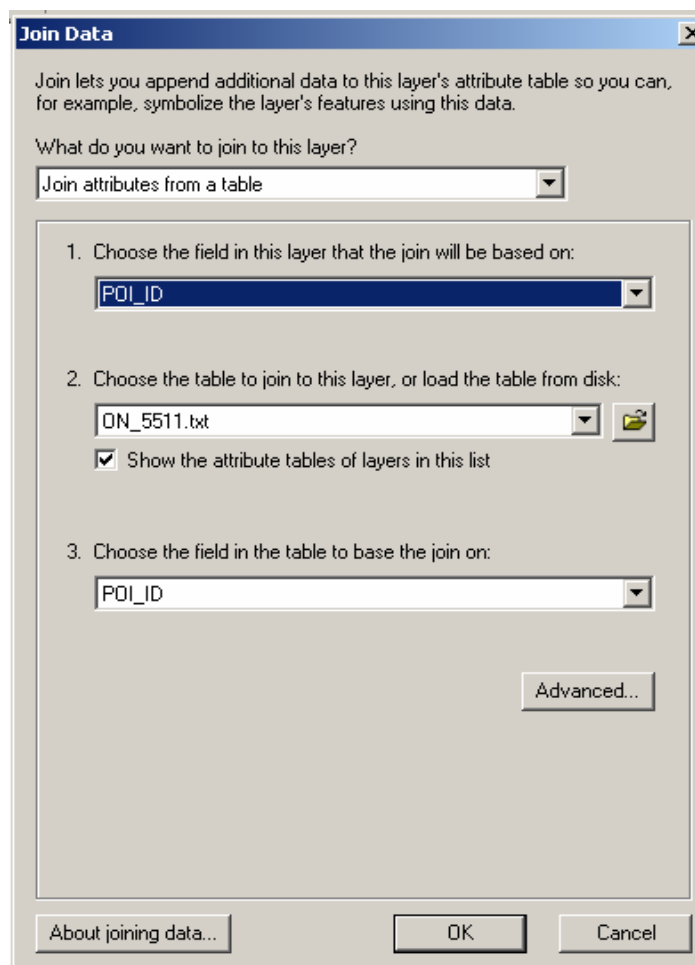 Join Data
Join lets you append additional data to this layer's attribute table so you can,
for example, symbolize the layer's features using this data.
What do you want to join to this layer?
Join attributes from a table
1. Choose the field in this layer that the join will be based on:
POI_ID
2. Choose the table to join to this layer, or load the table from disk:
ON_5511.txt
Show the attribute tables of layers in this list
3. Choose the field in the table to base the join on:
POI_ID
Advanced...
About joining data...
OK
Cancel